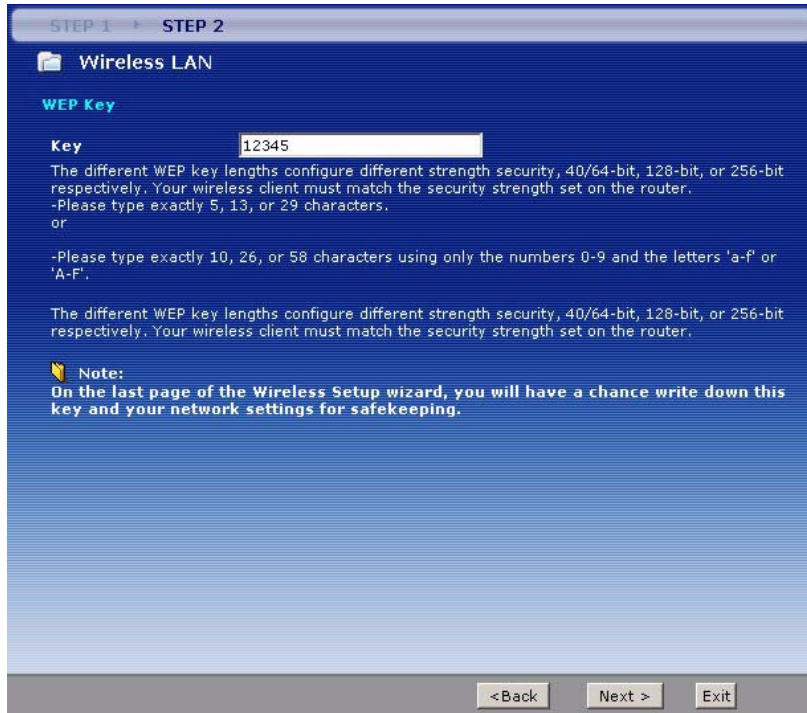 STEP 1 STEP 2
Wireless LAN
WEP Key
Key 12345
The different WEP key lengths configure different strength security, 40/64-bit, 128-bit, or 256-bit
respectively. Your wireless client must match the security strength set on the router.
-Please type exactly 5, 13, or 29 characters.
or
-Please type exactly 10, 26, or 58 characters using only the numbers 0-9 and the letters 'a-f' or
'A-F'.
The different WEP key lengths configure different strength security, 40/64-bit, 128-bit, or 256-bit
respectively. Your wireless client must match the security strength set on the router.
Note:
On the last page of the Wireless Setup wizard, you will have a chance write down this
key and your network settings for safekeeping.
<Back Next > Exit